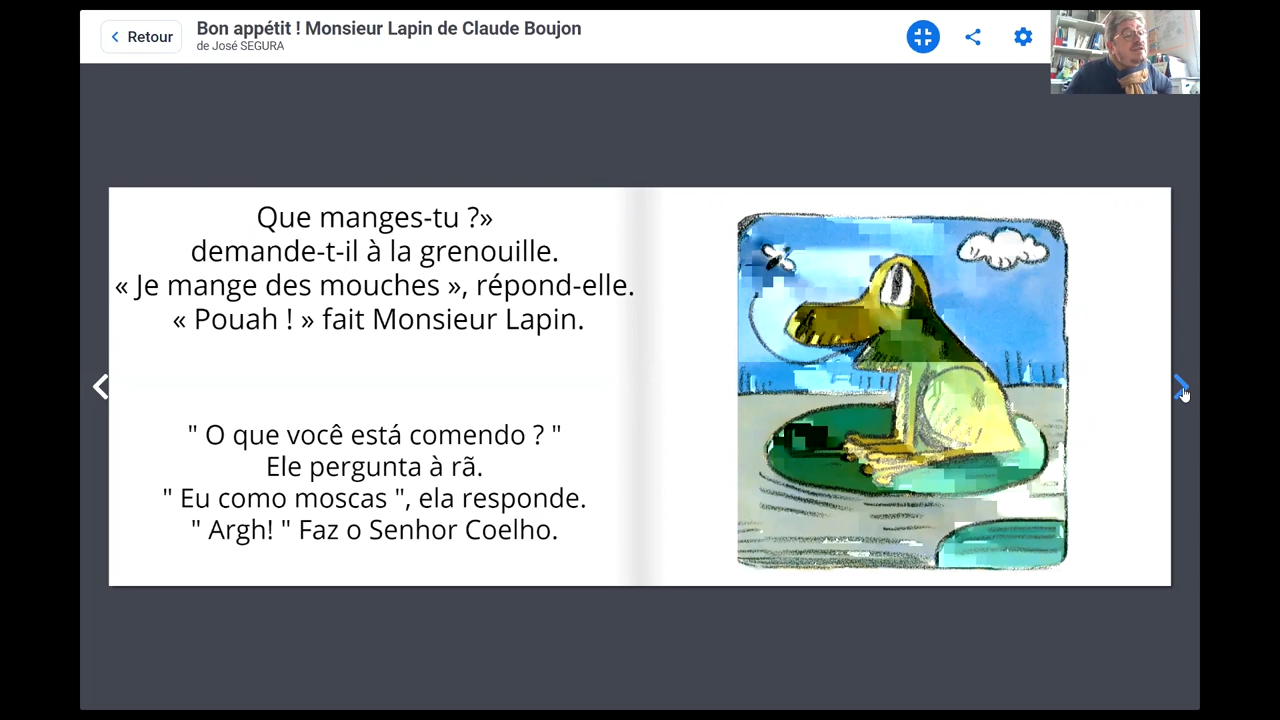 Retour
Bon appétit ! Monsieur Lapin de Claude Boujon
de José SEGURA
Que manges-tu ?»
demande-t-il à la grenouille.
« Je mange des mouches », répond-elle.
« Pouah ! » fait Monsieur Lapin.
" O que você está comendo ? "
Ele pergunta à rã.
" Eu como moscas ", ela responde.
" Argh! " Faz o Senhor Coelho.